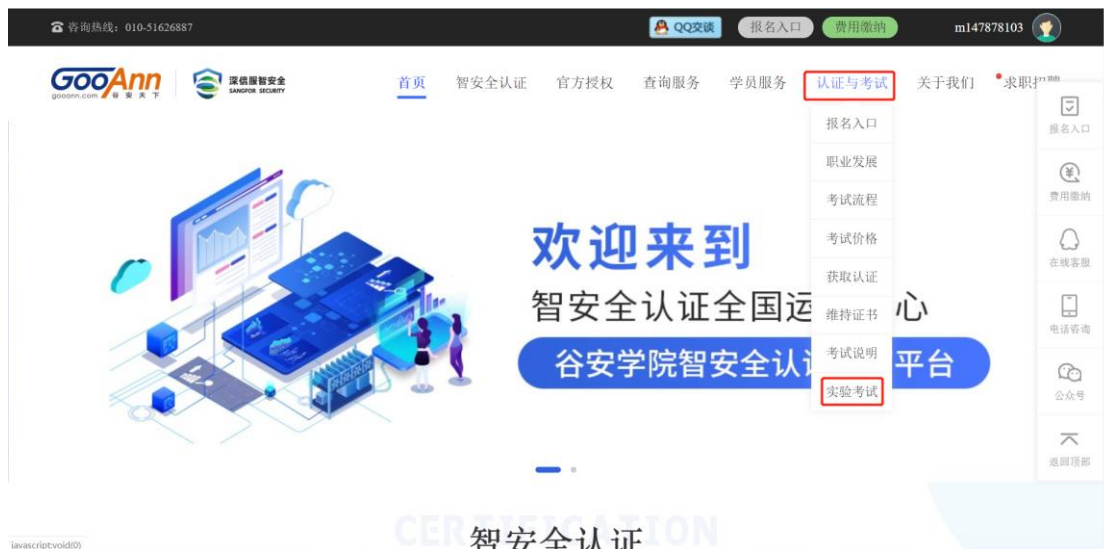 咨询热线：010-51626887
QQ交谈
报名入口
费用缴纳
m147878103
GooAnn
gooann.com 谷安天下
深信服智安全
SANGFOR SECURITY
首页 智安全认证 官方授权 查询服务 学员服务 认证与考试 关于我们 求职招聘
报名入口
职业发展
考试流程
考试价格
获取认证
维持证书
考试说明
实验考试
欢迎来到
智安全认证全国运 心
谷安学院智安全认 平台
报名入口
费用缴纳
在线客服
电话咨询
公众号
返回顶部
CERTIFICATION
智安全认证
javascript:void(0)